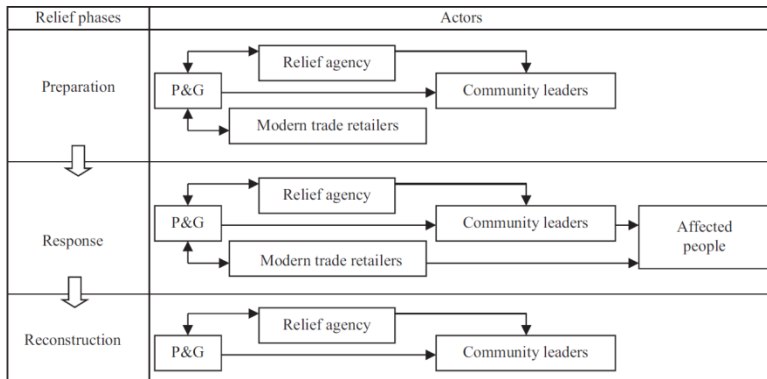 Relief phases
Actors
Preparation
Relief agency
P&G
Community leaders
Modern trade retailers
Response
Relief agency
P&G
Community leaders
Affected
people
Modern trade retailers
Reconstruction
Relief agency
P&G
Community leaders